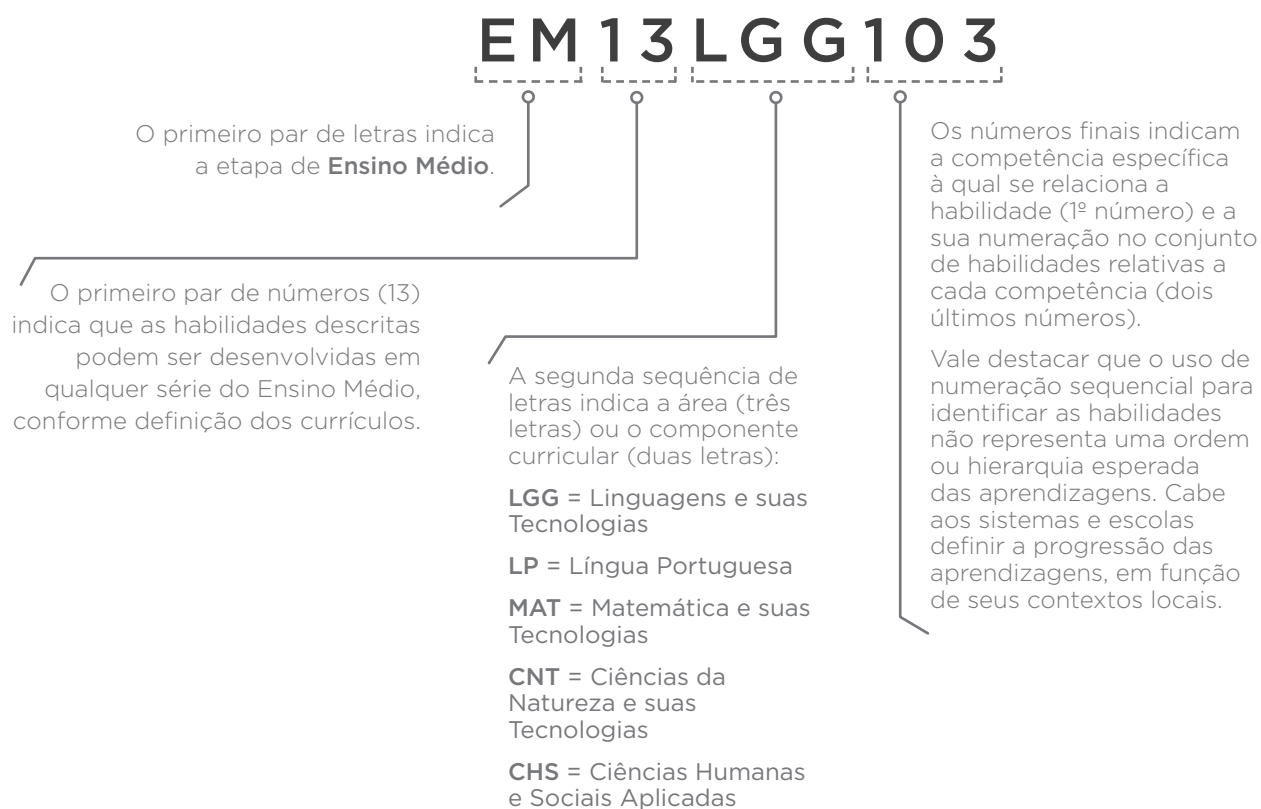 EM13LGG103
O primeiro par de letras indica
a etapa de Ensino Médio.
O primeiro par de números (13)
indica que as habilidades descritas
podem ser desenvolvidas em
qualquer série do Ensino Médio,
conforme definição dos currículos.
A segunda sequência de
letras indica a área (três
letras) ou o componente
curricular (duas letras):
LGG = Linguagens e suas
Tecnologias
LP = Língua Portuguesa
MAT = Matemática e suas
Tecnologias
CNT = Ciências da
Natureza e suas
Tecnologias
CHS = Ciências Humanas
e Sociais Aplicadas
Os números finais indicam
a competência específica
à qual se relaciona a
habilidade (1º número) e a
sua numeração no conjunto
de habilidades relativas a
cada competência (dois
últimos números).
Vale destacar que o uso de
numeração sequencial para
identificar as habilidades
não representa uma ordem
ou hierarquia esperada
das aprendizagens. Cabe
aos sistemas e escolas
definir a progressão das
aprendizagens, em função
de seus contextos locais.